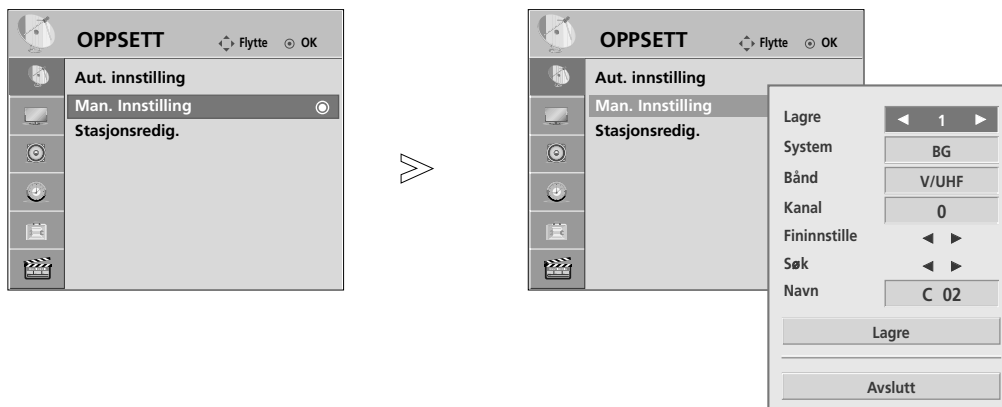 OPPSETT Flytte OK
Aut. innstilling
Man. Innstilling
Stasjonsredig.
OPPSETT Flytte OK
Aut. innstilling
Man. Innstilling
Stasjonsredig.
Lagre 1
System BG
Bånd V/UHF
Kanal 0
Fininnstille
Søk
Navn C 02
Lagre
Avslutt